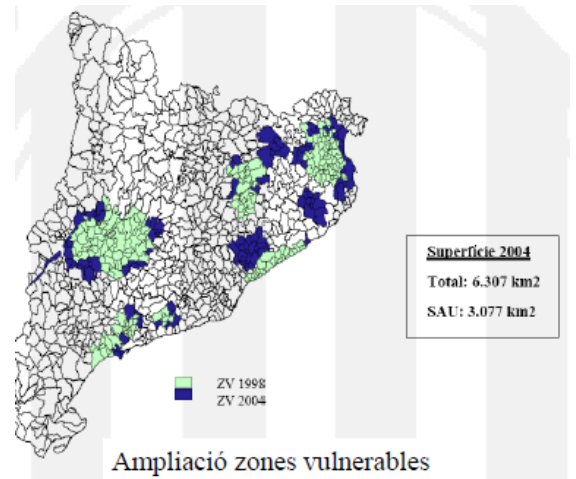 Superfície 2004
Total: 6.307 km2
SAU: 3.077 km2
ZV 1998
ZV 2004
Ampliació zones vulnerables